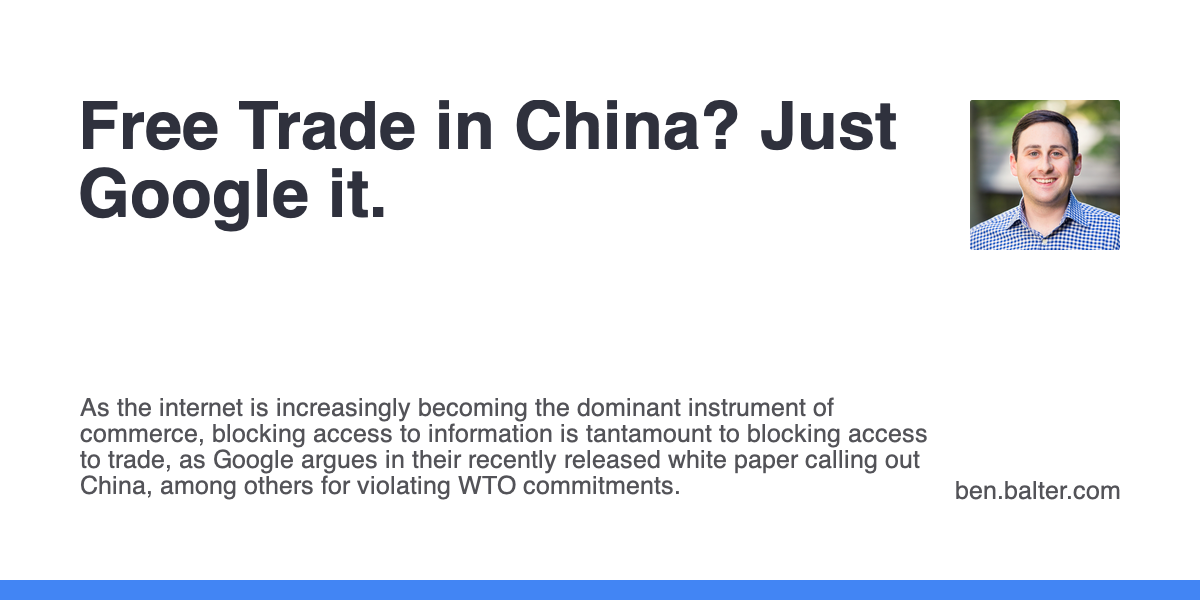 Free Trade in China? Just
Google it.
As the internet is increasingly becoming the dominant instrument of
commerce, blocking access to information is tantamount to blocking access
to trade, as Google argues in their recently released white paper calling out
China, among others for violating WTO commitments.
ben.balter.com